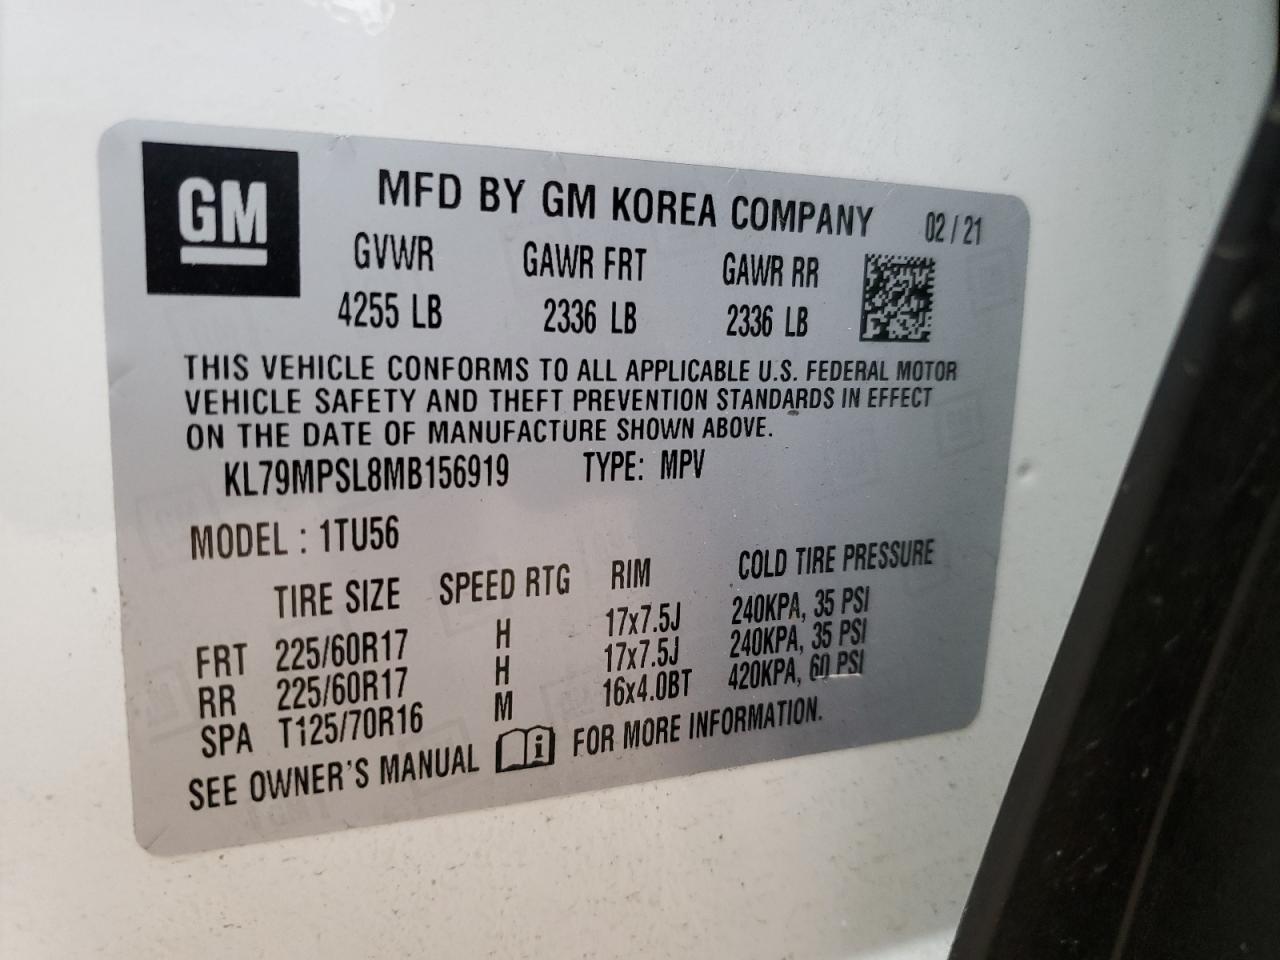 GM
MFD BY GM KOREA COMPANY 02 / 21
GVWR GAWR FRT GAWR RR
4255 LB 2336 LB 2336 LB
THIS VEHICLE CONFORMS TO ALL APPLICABLE U.S. FEDERAL MOTOR
VEHICLE SAFETY AND THEFT PREVENTION STANDARDS IN EFFECT
ON THE DATE OF MANUFACTURE SHOWN ABOVE.
KL79MPSL8MB156919 TYPE: MPV
MODEL : 1TU56
TIRE SIZE SPEED RTG RIM COLD TIRE PRESSURE
FRT 225/60R17 H 17x7.5J 240KPA, 35 PSI
RR 225/60R17 H 17x7.5J 240KPA, 35 PSI
SPA T125/70R16 M 16x4.0BT 420KPA, 60 PSI
SEE OWNER'S MANUAL i FOR MORE INFORMATION.